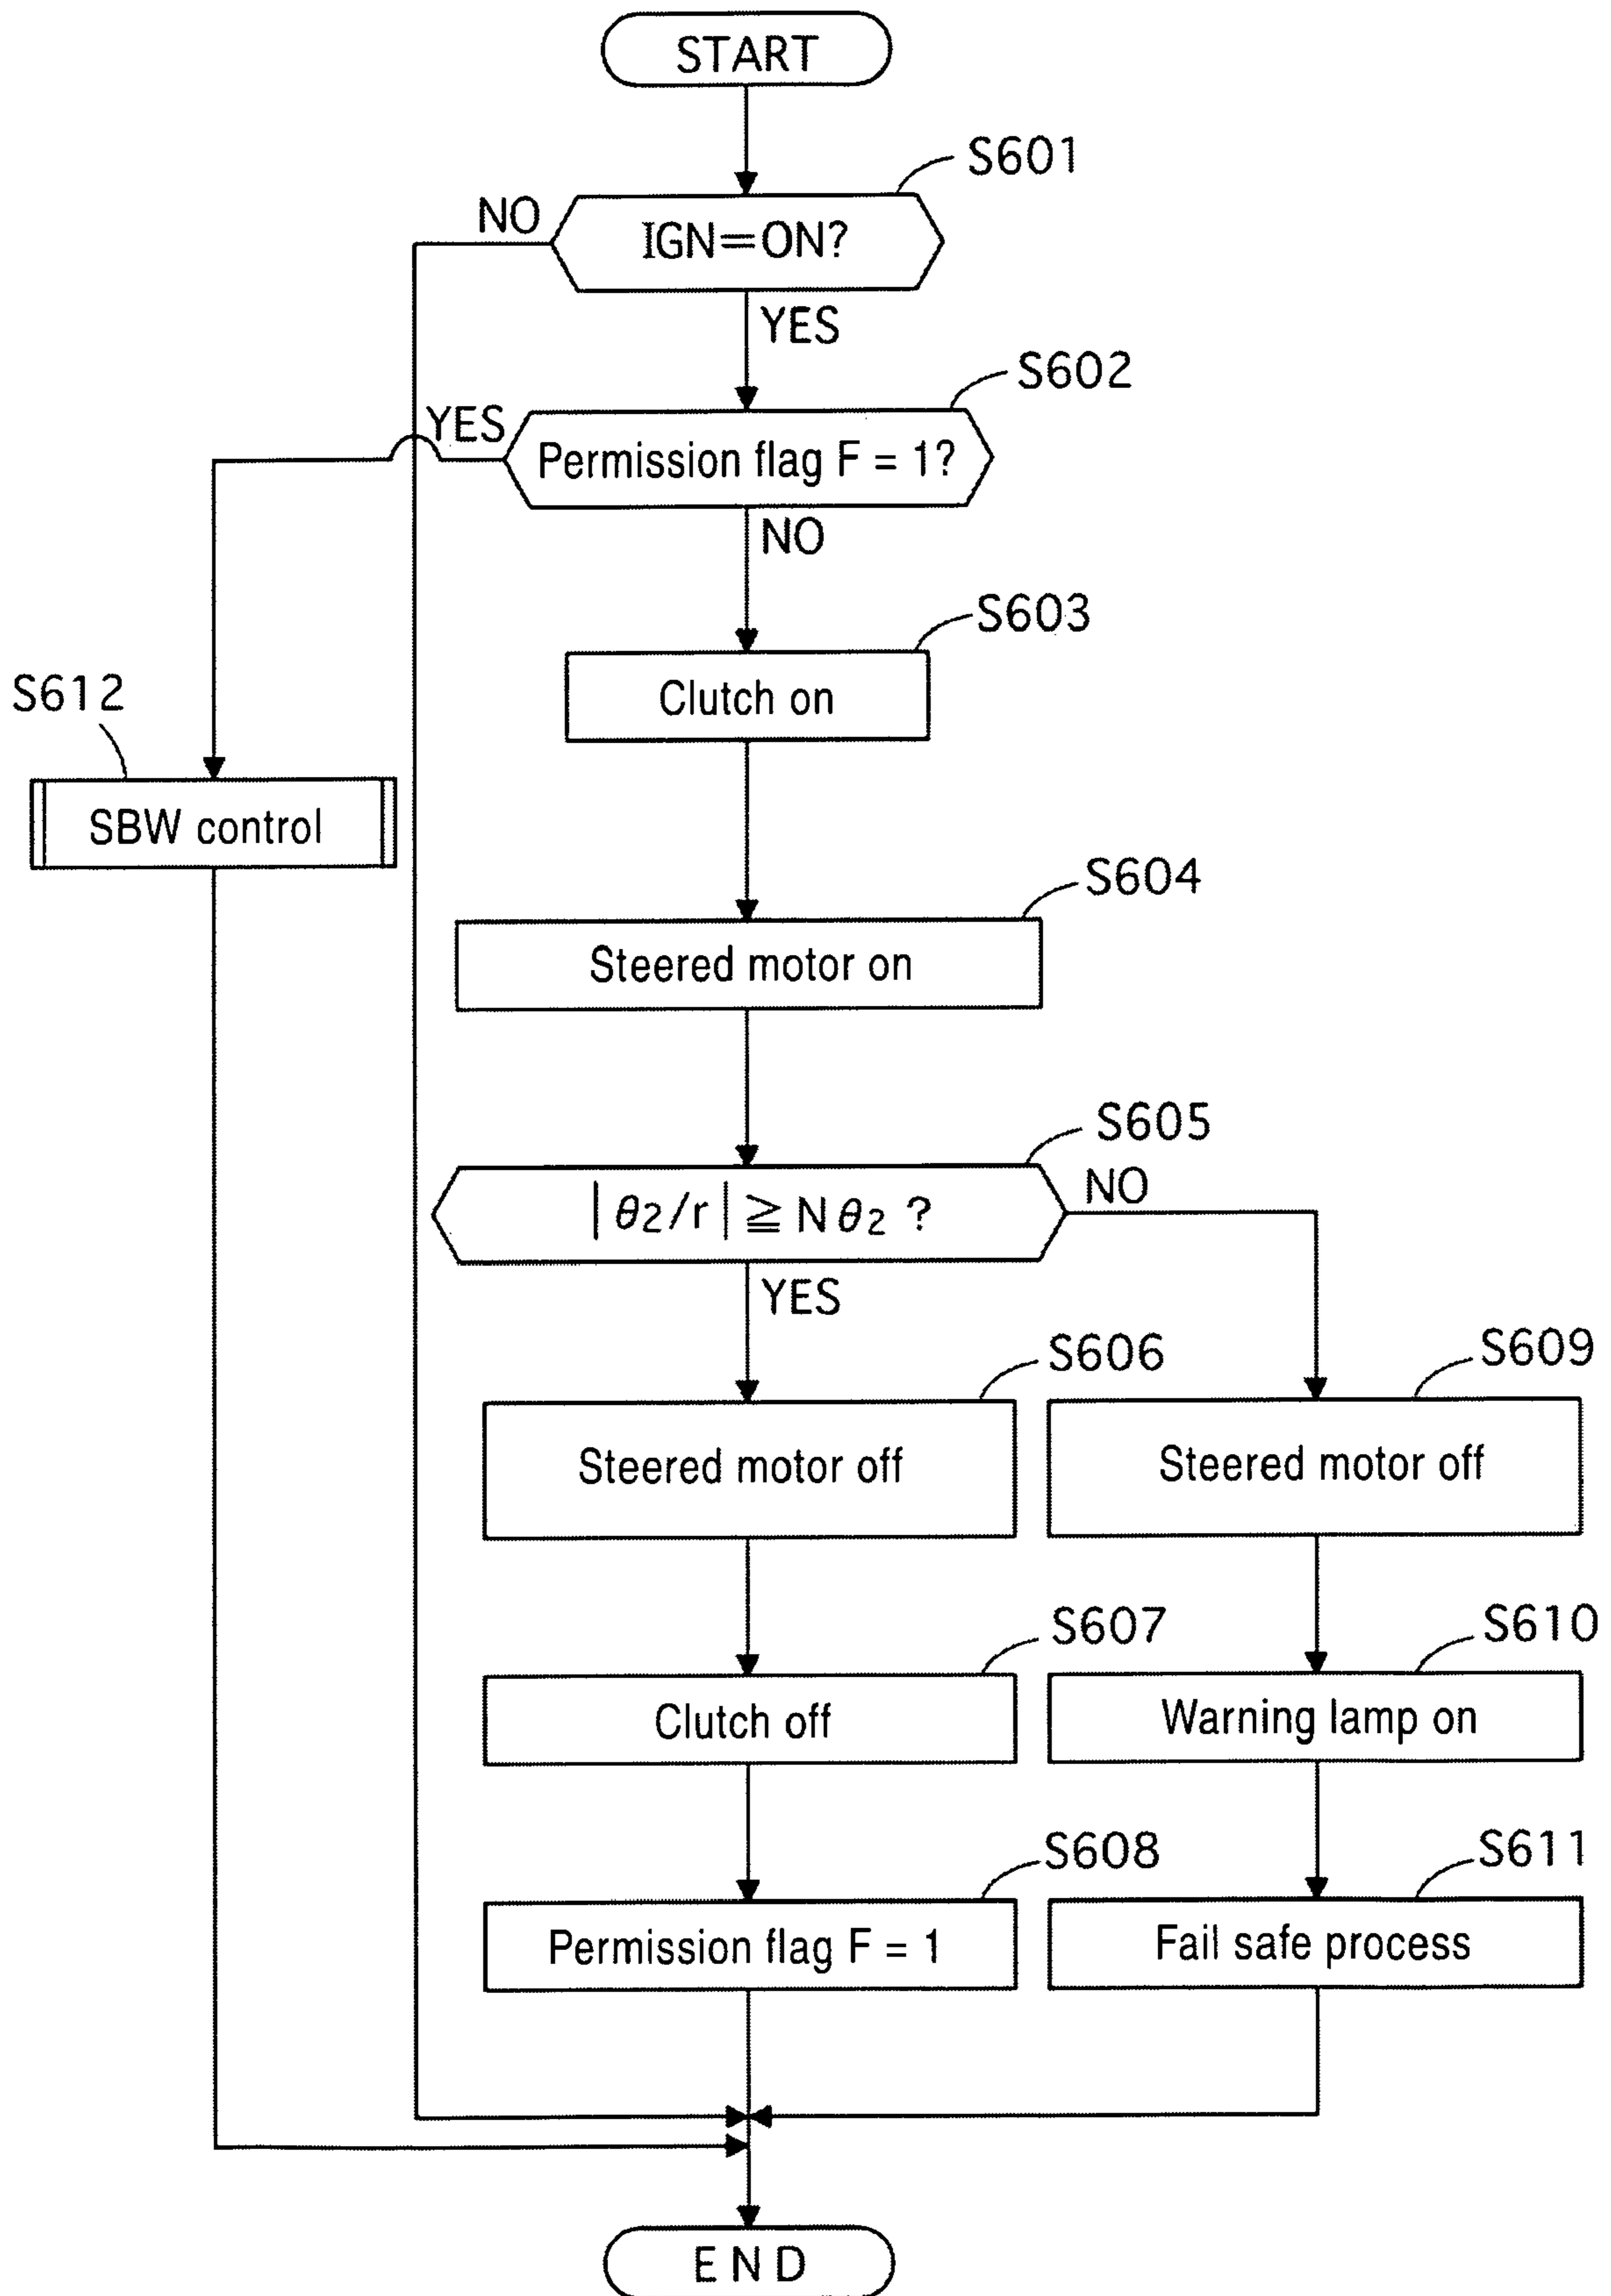 START
S601
NO
IGN=ON?
YES
S602
YES
Permission flag F = 1?
NO
S603
Clutch on
S612
SBW control
S604
Steered motor on
S605
|θ2/r| ≧ Nθ2 ?
NO
YES
S606
S609
Steered motor off
Steered motor off
S607
S610
Clutch off
Warning lamp on
S608
S611
Permission flag F = 1
Fail safe process
END